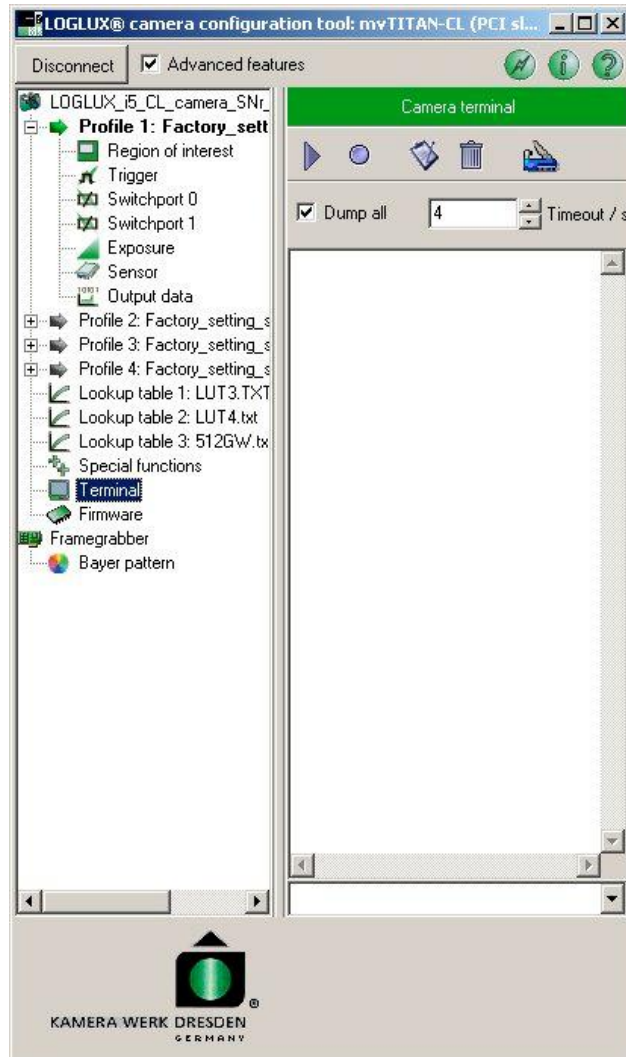 LOGLUX® camera configuration tool: mvTITAN-CL (PCI sl...
Disconnect
Advanced features
LOGLUX_i5_CL_camera_SNr_
Profile 1: Factory_sett
Region of interest
Trigger
Switchport 0
Switchport 1
Exposure
Sensor
Output data
Profile 2: Factory_setting_s
Profile 3: Factory_setting_s
Profile 4: Factory_setting_s
Lookup table 1: LUT3.TXT
Lookup table 2: LUT4.txt
Lookup table 3: 512GW.tx
Special functions
Terminal
Firmware
Framegrabber
Bayer pattern
Camera terminal
Dump all
4
Timeout / s
KAMERA WERK DRESDEN
GERMANY
®